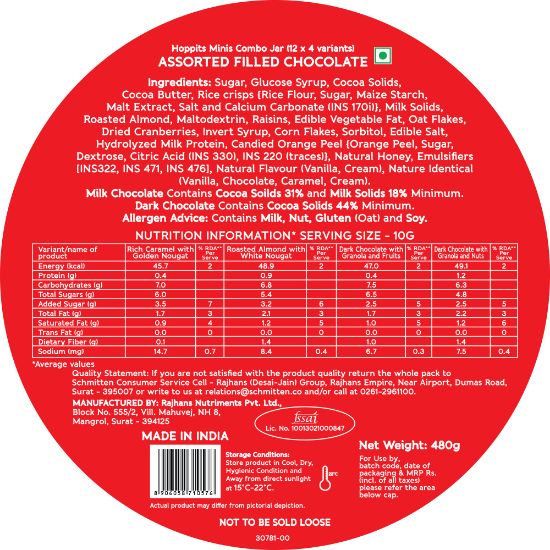 Hoppits Minis Combo Jar (12 x 4 variants)
ASSORTED FILLED CHOCOLATE
Ingredients: Sugar, Glucose Syrup, Cocoa Solids,
Cocoa Butter, Rice crisps {Rice Flour, Sugar, Maize Starch,
Malt Extract, Salt and Calcium Carbonate (INS 170i)}, Milk Solids,
Roasted Almond, Maltodextrin, Raisins, Edible Vegetable Fat, Oat Flakes,
Dried Cranberries, Invert Syrup, Corn Flakes, Sorbitol, Edible Salt,
Hydrolyzed Milk Protein, Candied Orange Peel {Orange Peel, Sugar,
Dextrose, Citric Acid (INS 330), INS 220 (traces)}, Natural Honey, Emulsifiers
[INS322, INS 471, INS 476], Natural Flavour (Vanilla, Cream), Nature Identical
(Vanilla, Chocolate, Caramel, Cream).
Milk Chocolate Contains Cocoa Solids 31% and Milk Solids 18% Minimum.
Dark Chocolate Contains Cocoa Solids 44% Minimum.
Allergen Advice: Contains Milk, Nut, Gluten (Oat) and Soy.
NUTRITION INFORMATION* SERVING SIZE - 10G
Variant/name of product Rich Caramel with Golden Nougat % RDA** Per Serve Roasted Almond with White Nougat % RDA** Per Serve Dark Chocolate with Granola and Fruits % RDA** Per Serve Dark Chocolate with Granola and Nuts % RDA** Per Serve
Energy (kcal) 45.7 2 48.9 2 47.0 2 49.1 2
Protein (g) 0.4 0.9 0.4 1.2
Carbohydrates (g) 7.0 6.8 7.5 6.3
Total Sugars (g) 6.0 5.4 6.5 4.8
Added Sugar (g) 3.5 7 3.2 6 2.5 5 2.5 5
Total Fat (g) 1.7 3 2.1 3 1.7 3 2.2 3
Saturated Fat (g) 0.9 4 1.2 5 1.0 5 1.2 6
Trans Fat (g) 0.0 0 0.0 0 0.0 0 0.0 0
Dietary Fiber (g) 0.1 1.4 1.0 1.4
Sodium (mg) 14.7 0.7 8.4 0.4 6.7 0.3 7.5 0.4
*Average values
Quality Statement: If you are not satisfied with the product quality return the whole pack to
Schmitten Consumer Service Cell - Rajhans (Desai-Jain) Group, Rajhans Empire, Near Airport, Dumas Road,
Surat - 395007 or write to us at relations@schmitten.co and/or call at 0261-2961100.
MANUFACTURED BY: Rajhans Nutriments Pvt. Ltd.,
Block No. 555/2, Vill. Mahuvej, NH 8,
Mangrol, Surat - 394125
fssai
Lic. No. 10013021000847
MADE IN INDIA
8 906056 710576
Storage Conditions:
Store product in Cool, Dry,
Hygienic Condition and
Away from direct sunlight
at 15°C-22°C.
Net Weight: 480g
For Use by,
batch code, date of
packaging & MRP Rs.
(incl. of all taxes)
please refer the area
below cap.
Actual product may differ from pictorial depiction.
NOT TO BE SOLD LOOSE
30781-00